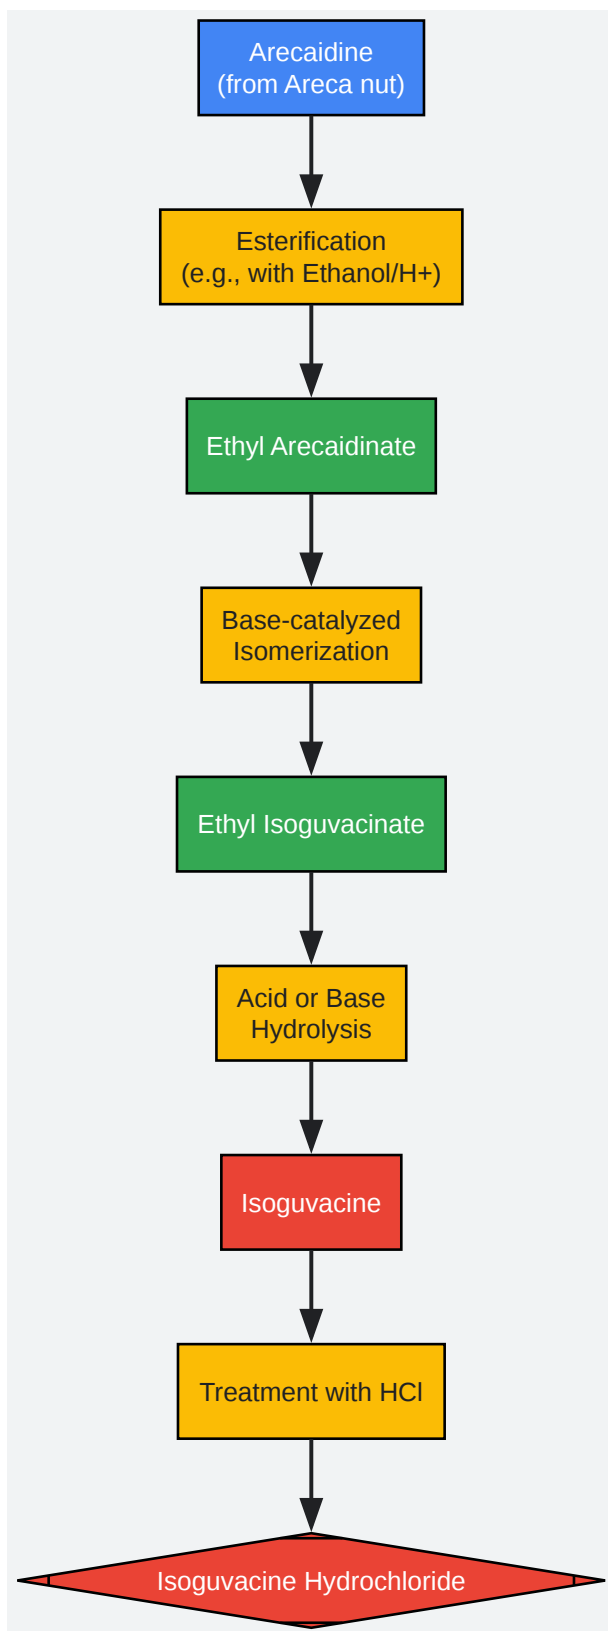 Arecaidine
(from Areca nut)
Esterification
(e.g., with Ethanol/H+)
Ethyl Arecaidinate
Base-catalyzed
Isomerization
Ethyl Isoguvacinate
Acid or Base
Hydrolysis
Isoguvacine
Treatment with HCl
Isoguvacine Hydrochloride